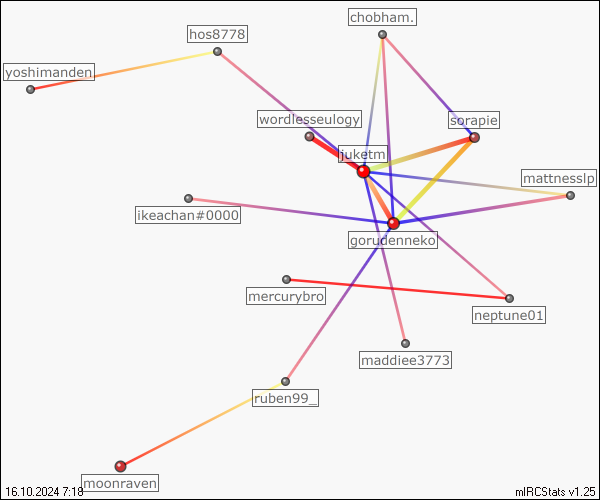 chobham.
hos8778
yoshimanden
wordlesseulogy
sorapie
juketm
mattnesslp
ikeachan#0000
gorudenneko
mercurybro
neptune01
maddiee3773
ruben99_
moonraven
16.10.2024 7:18
mIRCStats v1.25